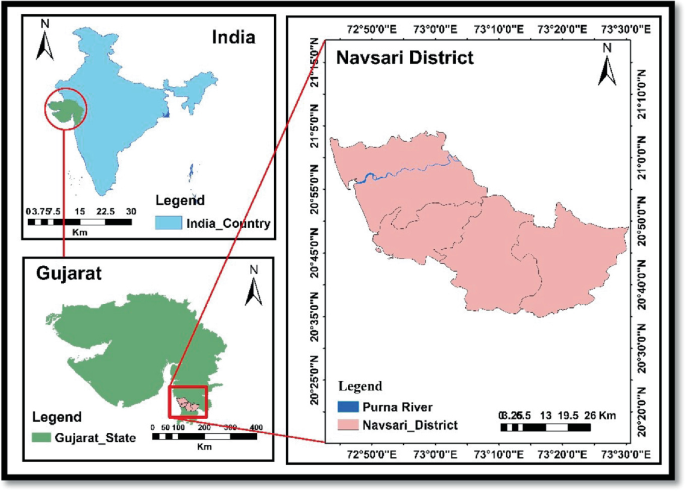 India
N
Legend
India_Country
0 3.757.5 15 22.5 30
Km
Gujarat
N
Legend
Gujarat_State
0 50100 200 300 400
Km
72°50'0"E 73°0'0"E 73°10'0"E 73°20'0"E 73°30'0"E
Navsari District
N
21°15'0"N
21°5'0"N
20°55'0"N
20°45'0"N
20°35'0"N
20°25'0"N
21°10'0"N
21°0'0"N
20°50'0"N
20°40'0"N
20°30'0"N
20°20'0"N
Legend
Purna River
Navsari_District
0 3.25 6.5 13 19.5 26 Km
72°50'0"E 73°0'0"E 73°10'0"E 73°20'0"E 73°30'0"E